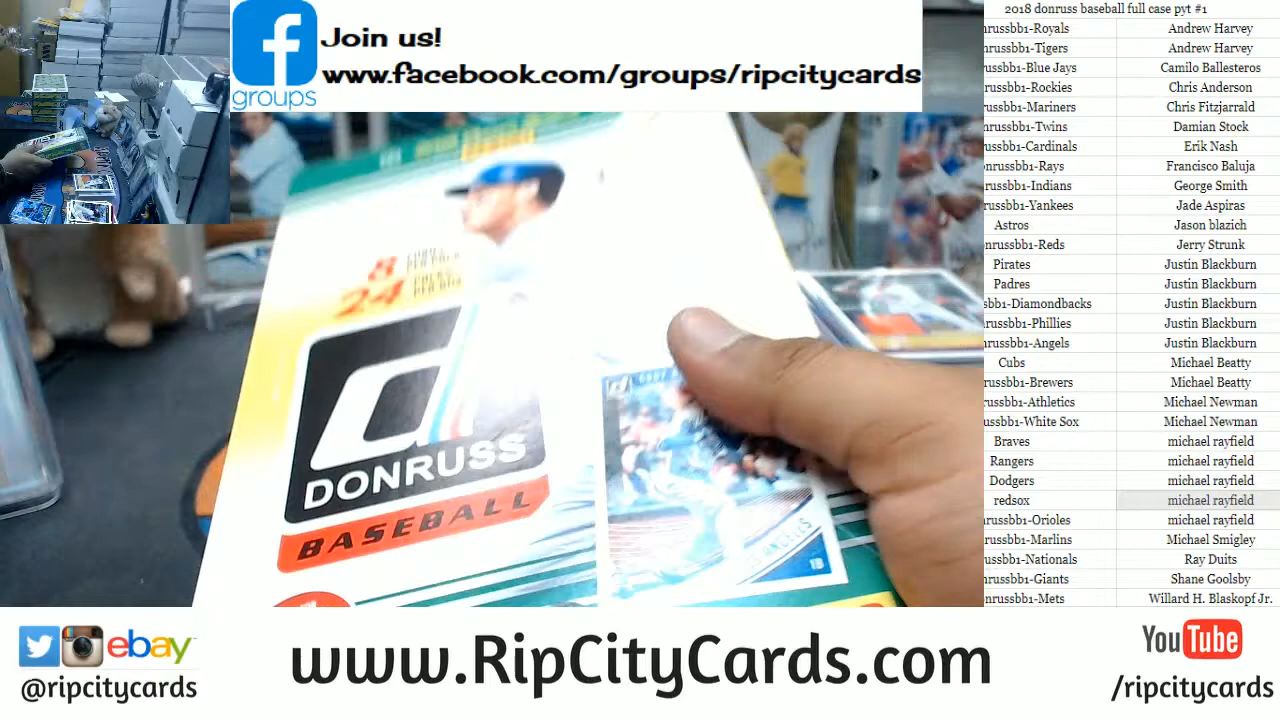 Join us!
www.facebook.com/groups/ripcitycards
groups
8
24
DONRUSS
BASEBALL
2018 donruss baseball full case pyt #1
nrussbb1-Royals Andrew Harvey
russbb1-Tigers Andrew Harvey
ussbb1-Blue Jays Camilo Ballesteros
russbb1-Rockies Chris Anderson
russbb1-Mariners Chris Fitzjarrald
nrussbb1-Twins Damian Stock
russbb1-Cardinals Erik Nash
onrussbb1-Rays Francisco Baluja
russbb1-Indians George Smith
russbb1-Yankees Jade Aspiras
Astros Jason blazich
onrussbb1-Reds Jerry Strunk
Pirates Justin Blackburn
Padres Justin Blackburn
sbb1-Diamondbacks Justin Blackburn
russbb1-Phillies Justin Blackburn
russbb1-Angels Justin Blackburn
Cubs Michael Beatty
russbb1-Brewers Michael Beatty
russbb1-Athletics Michael Newman
russbb1-White Sox Michael Newman
Braves michael rayfield
Rangers michael rayfield
Dodgers michael rayfield
redsox michael rayfield
russbb1-Orioles michael rayfield
russbb1-Marlins Michael Smigley
russbb1-Nationals Ray Duits
nrussbb1-Giants Shane Goolsby
onrussbb1-Mets Willard H. Blaskopf Jr.
ebay
@ripcitycards
www.RipCityCards.com
YouTube
/ripcitycards